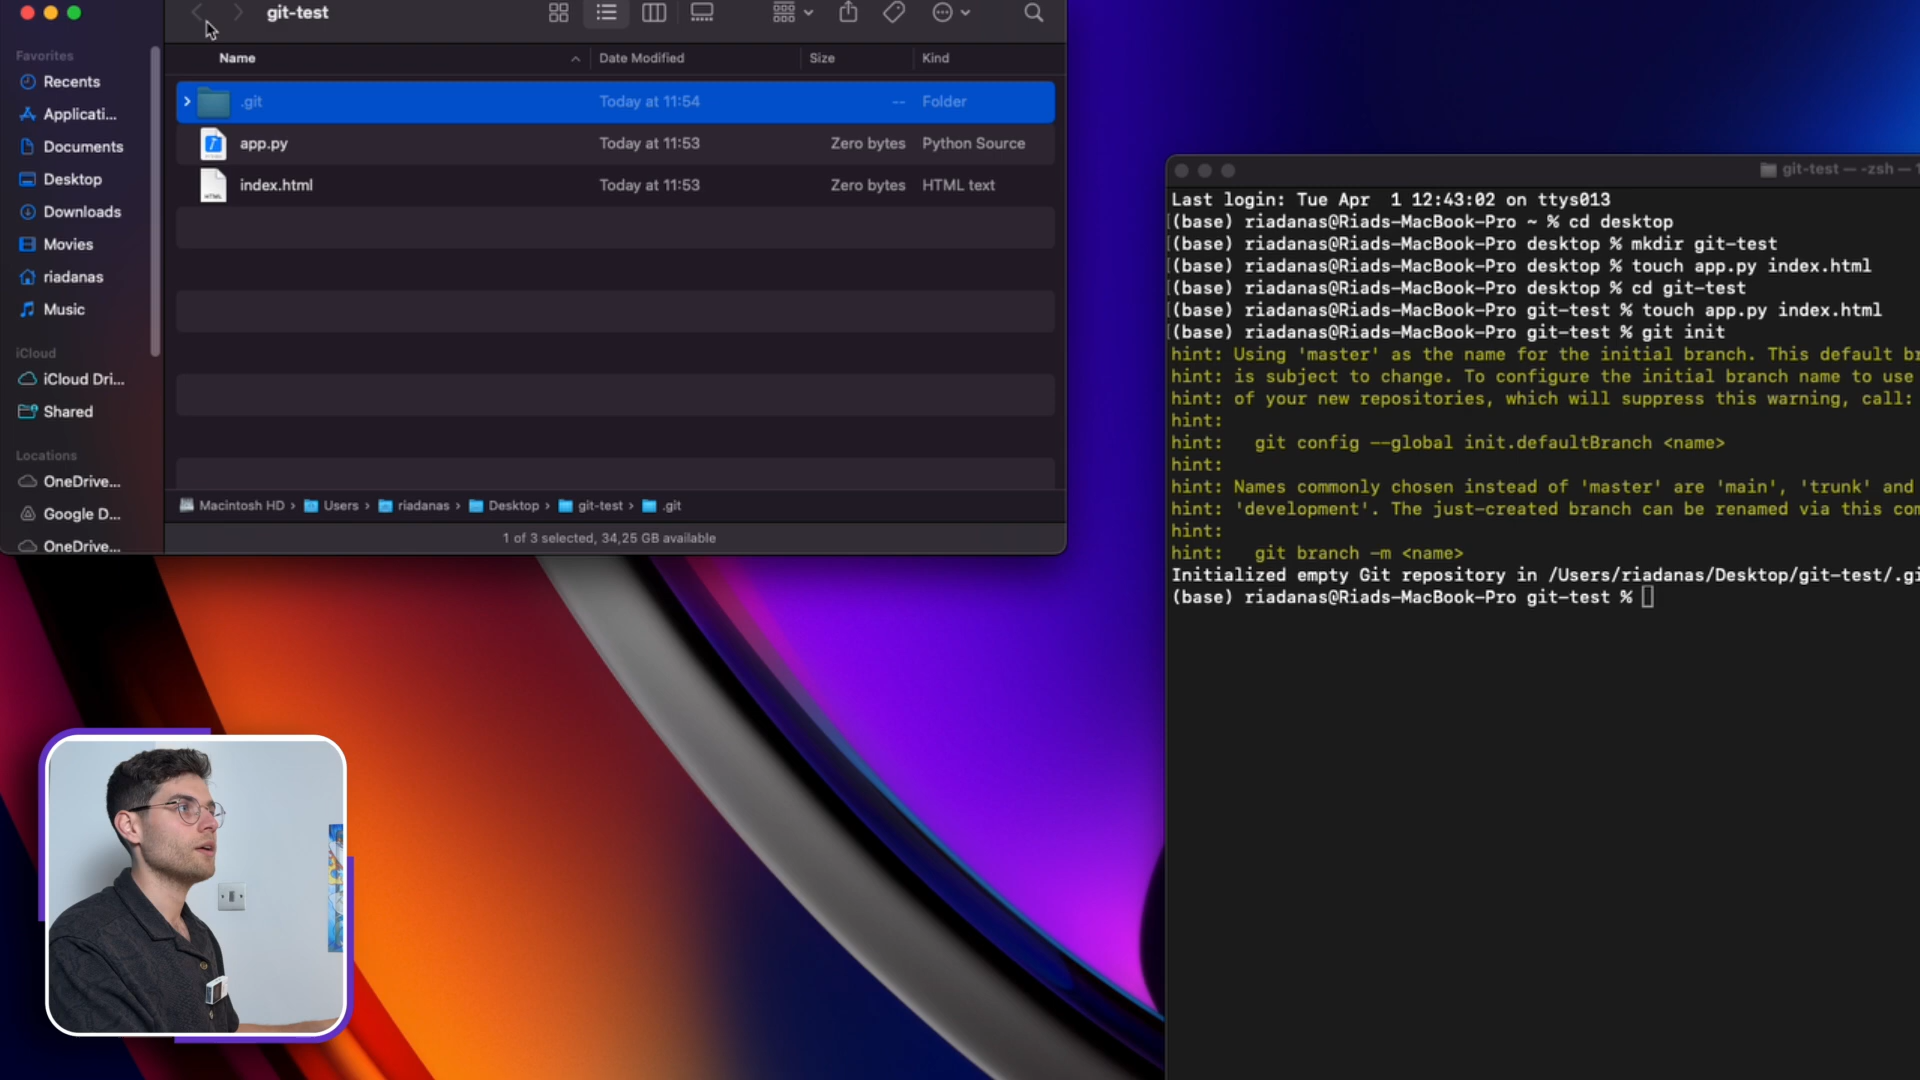 git-test
Favorites
Recents
Applicati...
Documents
Desktop
Downloads
Movies
riadanas
Music
iCloud
iCloud Dri...
Shared
Locations
OneDrive...
Google D...
OneDrive...
Name Date Modified Size Kind
.git Today at 11:54 -- Folder
app.py Today at 11:53 Zero bytes Python Source
index.html Today at 11:53 Zero bytes HTML text
Macintosh HD › Users › riadanas › Desktop › git-test › .git
1 of 3 selected, 34,25 GB available
git-test — -zsh —
Last login: Tue Apr  1 12:43:02 on ttys013
(base) riadanas@Riads-MacBook-Pro ~ % cd desktop
(base) riadanas@Riads-MacBook-Pro desktop % mkdir git-test
(base) riadanas@Riads-MacBook-Pro desktop % touch app.py index.html
(base) riadanas@Riads-MacBook-Pro desktop % cd git-test
(base) riadanas@Riads-MacBook-Pro git-test % touch app.py index.html
(base) riadanas@Riads-MacBook-Pro git-test % git init
hint: Using 'master' as the name for the initial branch. This default br
hint: is subject to change. To configure the initial branch name to use
hint: of your new repositories, which will suppress this warning, call:
hint:
hint:   git config --global init.defaultBranch <name>
hint:
hint: Names commonly chosen instead of 'master' are 'main', 'trunk' and
hint: 'development'. The just-created branch can be renamed via this com
hint:
hint:   git branch -m <name>
Initialized empty Git repository in /Users/riadanas/Desktop/git-test/.gi
(base) riadanas@Riads-MacBook-Pro git-test %